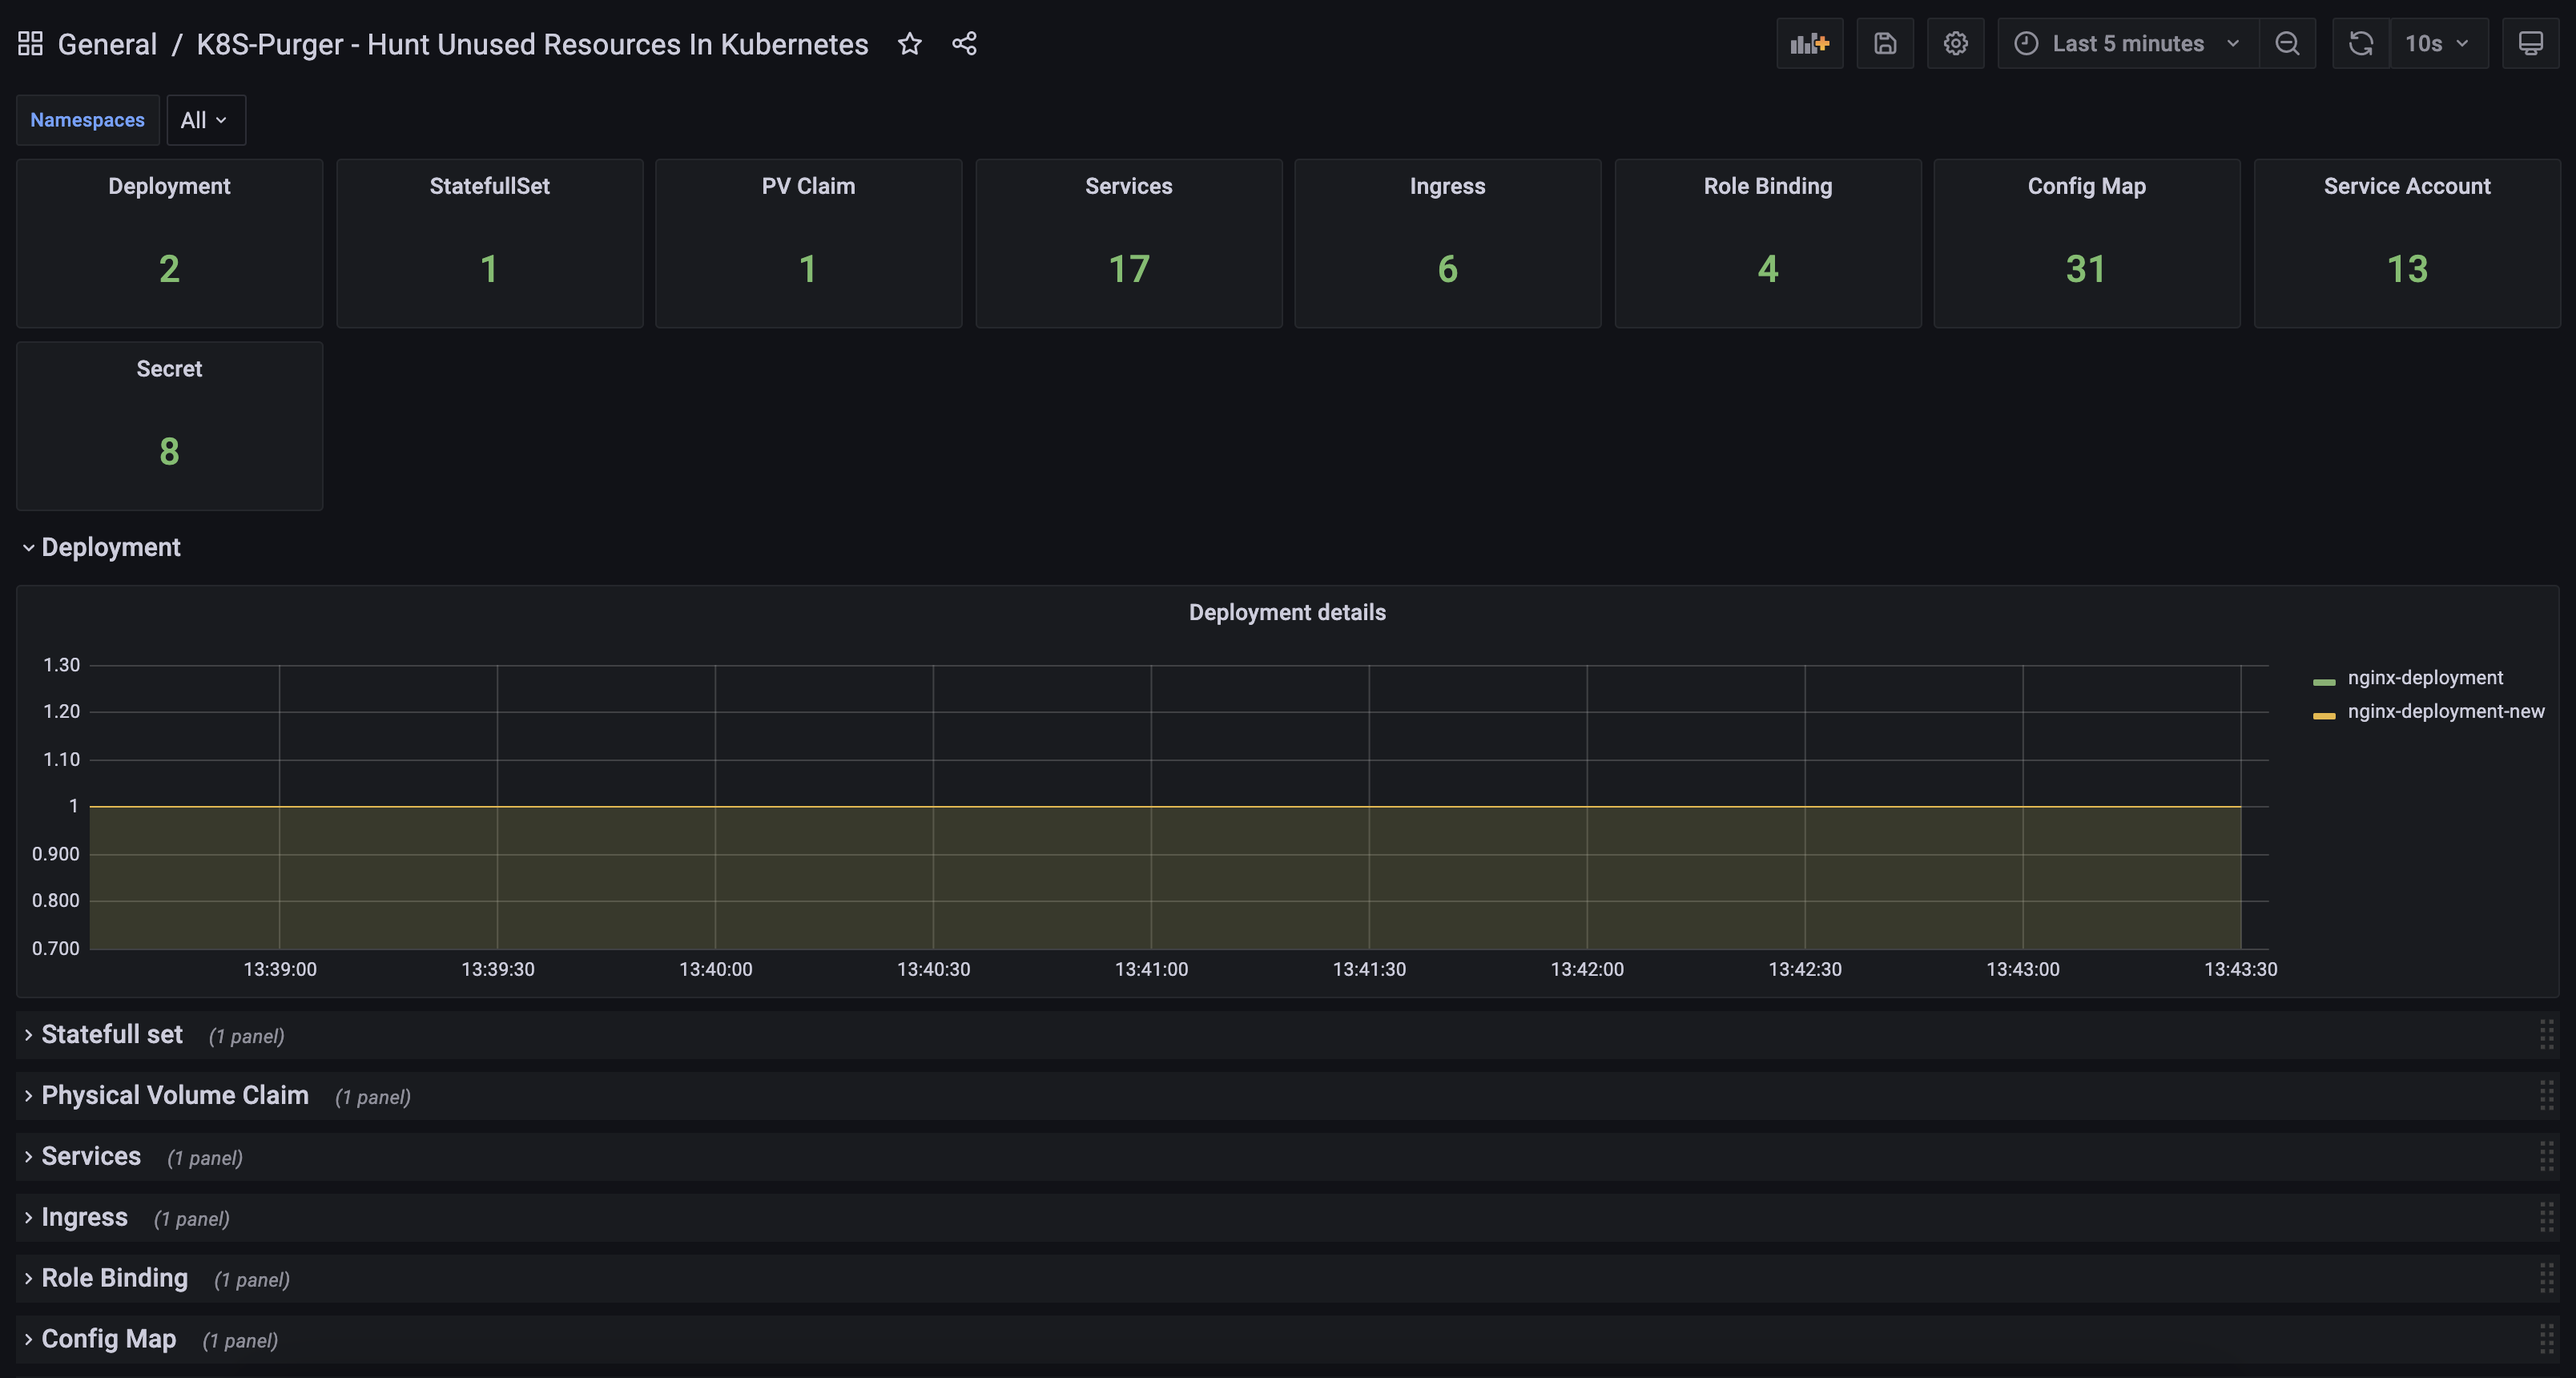 General / K8S-Purger - Hunt Unused Resources In Kubernetes
Last 5 minutes
10s
Namespaces
All
Deployment
2
StatefullSet
1
PV Claim
1
Services
17
Ingress
6
Role Binding
4
Config Map
31
Service Account
13
Secret
8
Deployment
Deployment details
1.30
1.20
1.10
1
0.900
0.800
0.700
13:39:00
13:39:30
13:40:00
13:40:30
13:41:00
13:41:30
13:42:00
13:42:30
13:43:00
13:43:30
nginx-deployment
nginx-deployment-new
Statefull set (1 panel)
Physical Volume Claim (1 panel)
Services (1 panel)
Ingress (1 panel)
Role Binding (1 panel)
Config Map (1 panel)